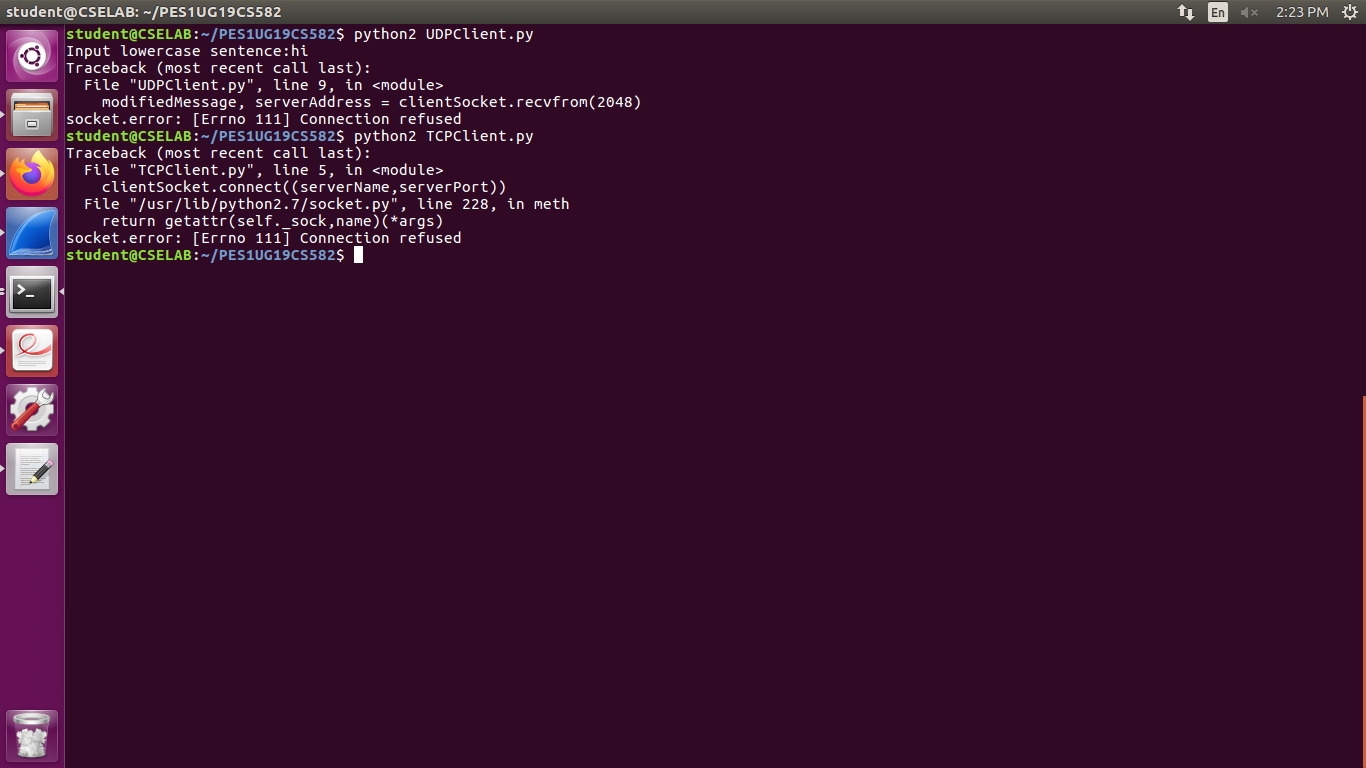 student@CSELAB: ~/PES1UG19CS582
En
2:23 PM
student@CSELAB:~/PES1UG19CS582$ python2 UDPClient.py
Input lowercase sentence:hi
Traceback (most recent call last):
  File "UDPClient.py", line 9, in <module>
    modifiedMessage, serverAddress = clientSocket.recvfrom(2048)
socket.error: [Errno 111] Connection refused
student@CSELAB:~/PES1UG19CS582$ python2 TCPClient.py
Traceback (most recent call last):
  File "TCPClient.py", line 5, in <module>
    clientSocket.connect((serverName,serverPort))
  File "/usr/lib/python2.7/socket.py", line 228, in meth
    return getattr(self._sock,name)(*args)
socket.error: [Errno 111] Connection refused
student@CSELAB:~/PES1UG19CS582$